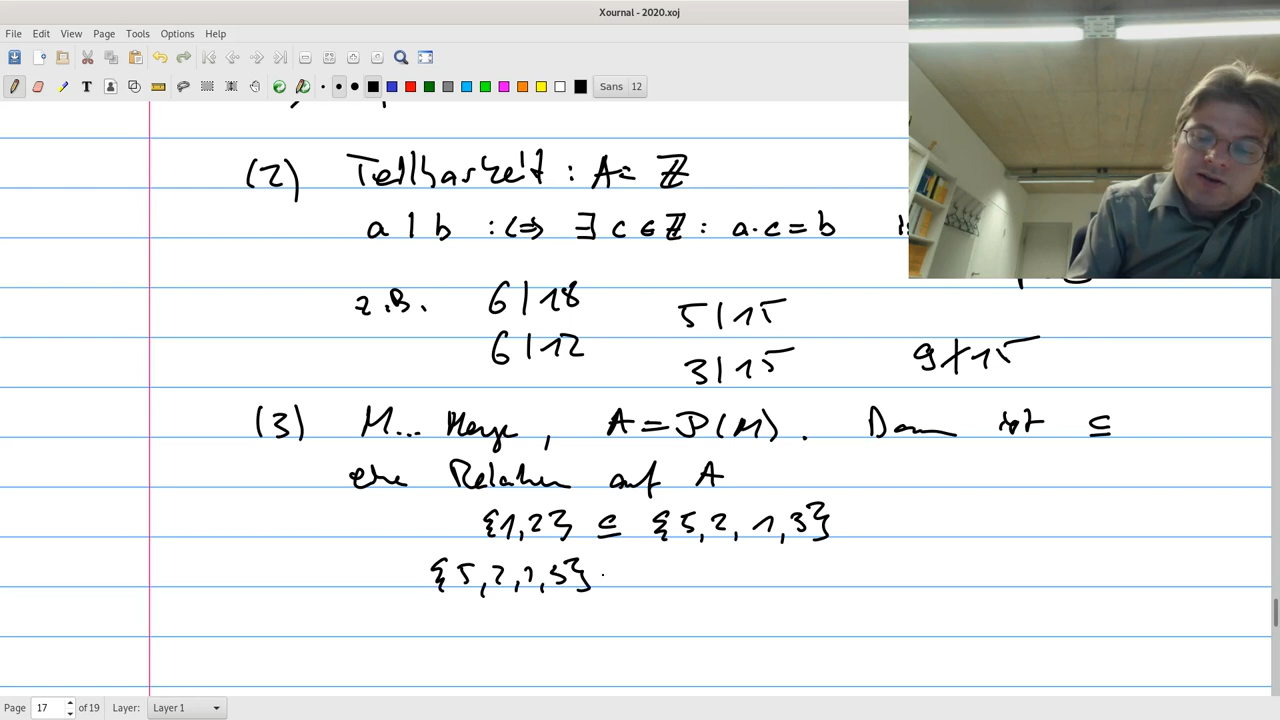 Xournal - 2020.xoj
File Edit View Page Tools Options Help
Sans 12
(2) Teilbarkeit : A = ℤ
a | b :⇔ ∃ c ∈ ℤ : a·c = b
z.B. 6 | 18 5 | 15
6 | 12 3 | 15 9 ∤ 15
(3) M... Menge, A = P(M). Dann ist ⊆
eine Relation auf A
{1,2} ⊆ {5,2,1,3}
{5,2,1,3}
Page 17 of 19 Layer: Layer 1